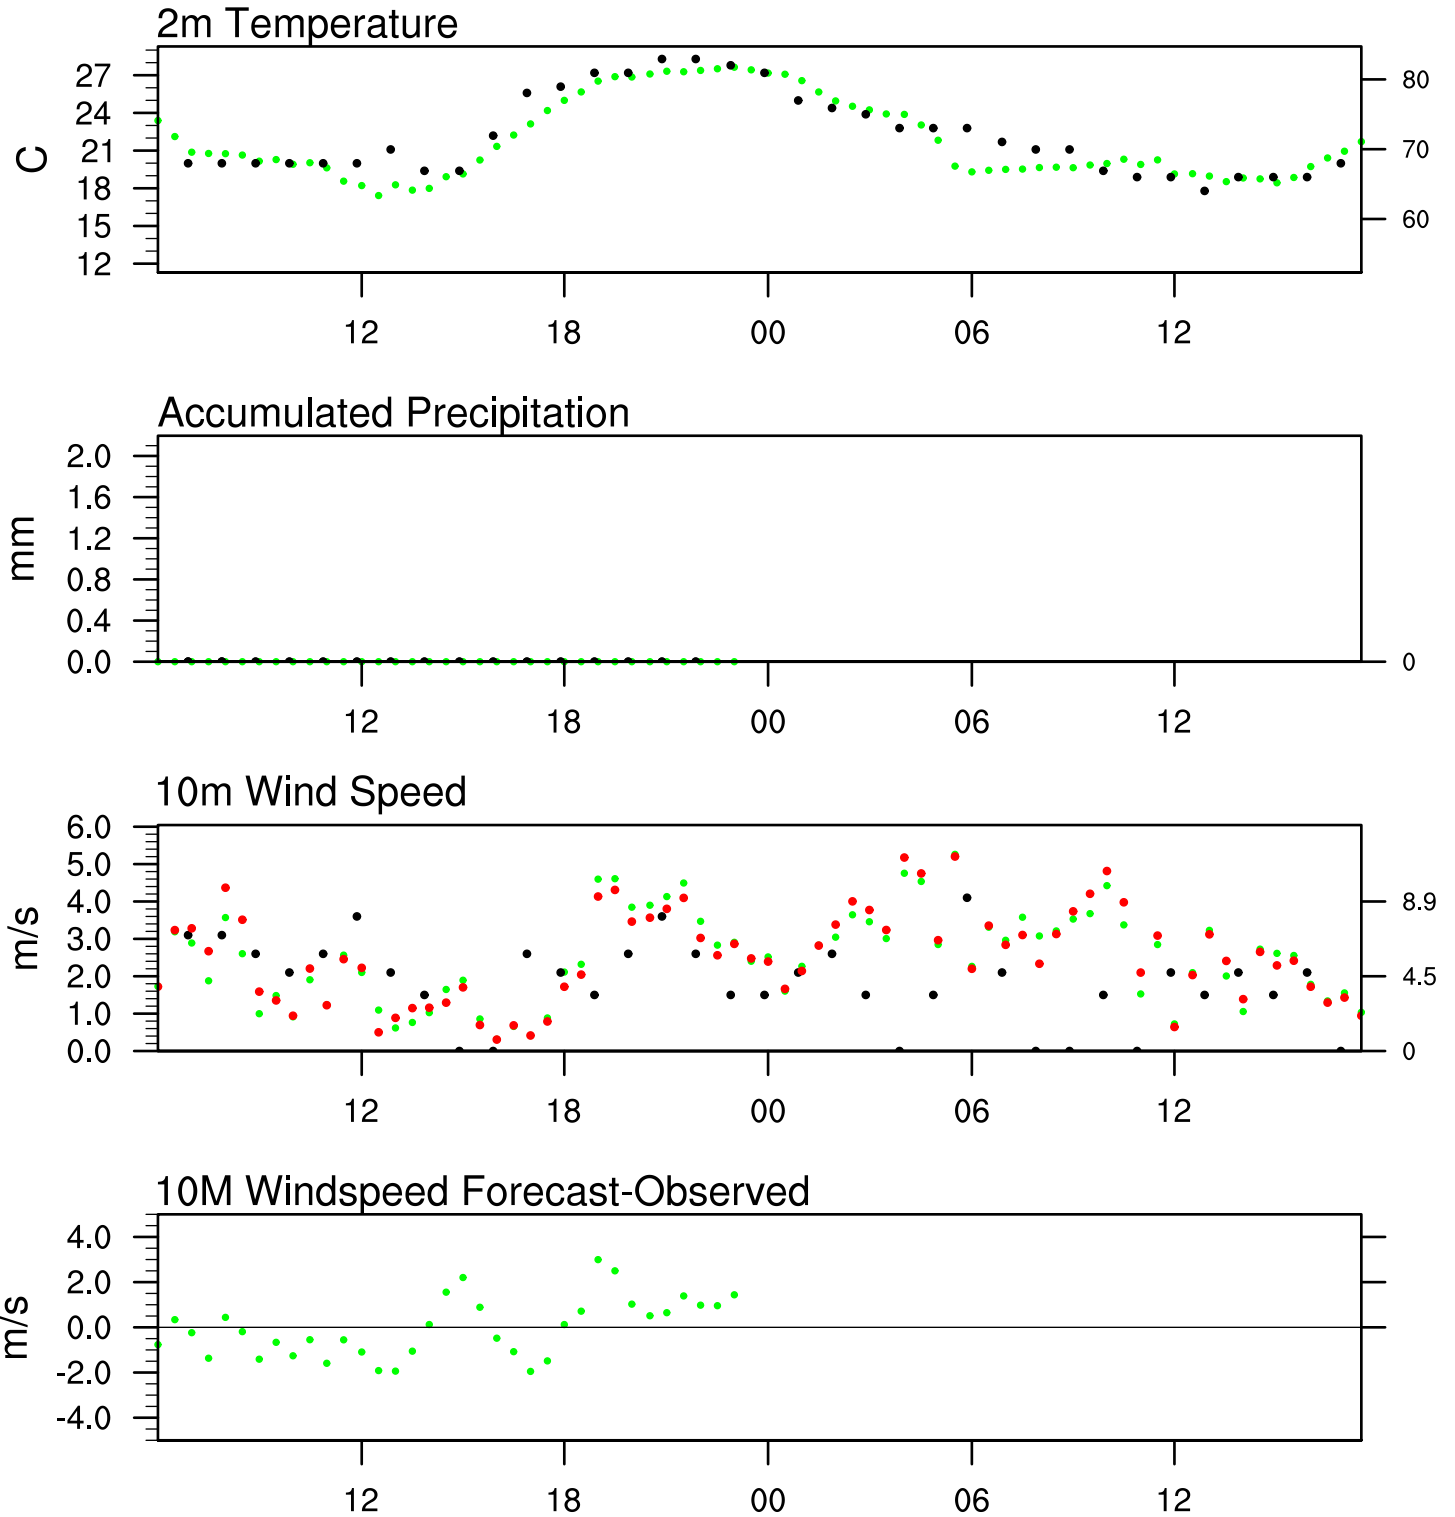 2m Temperature
C
27
24
21
18
15
12
80
70
60
12 18 00 06 12
Accumulated Precipitation
mm
2.0
1.6
1.2
0.8
0.4
0.0
0
12 18 00 06 12
10m Wind Speed
m/s
6.0
5.0
4.0
3.0
2.0
1.0
0.0
8.9
4.5
0
12 18 00 06 12
10M Windspeed Forecast-Observed
m/s
4.0
2.0
0.0
-2.0
-4.0
12 18 00 06 12